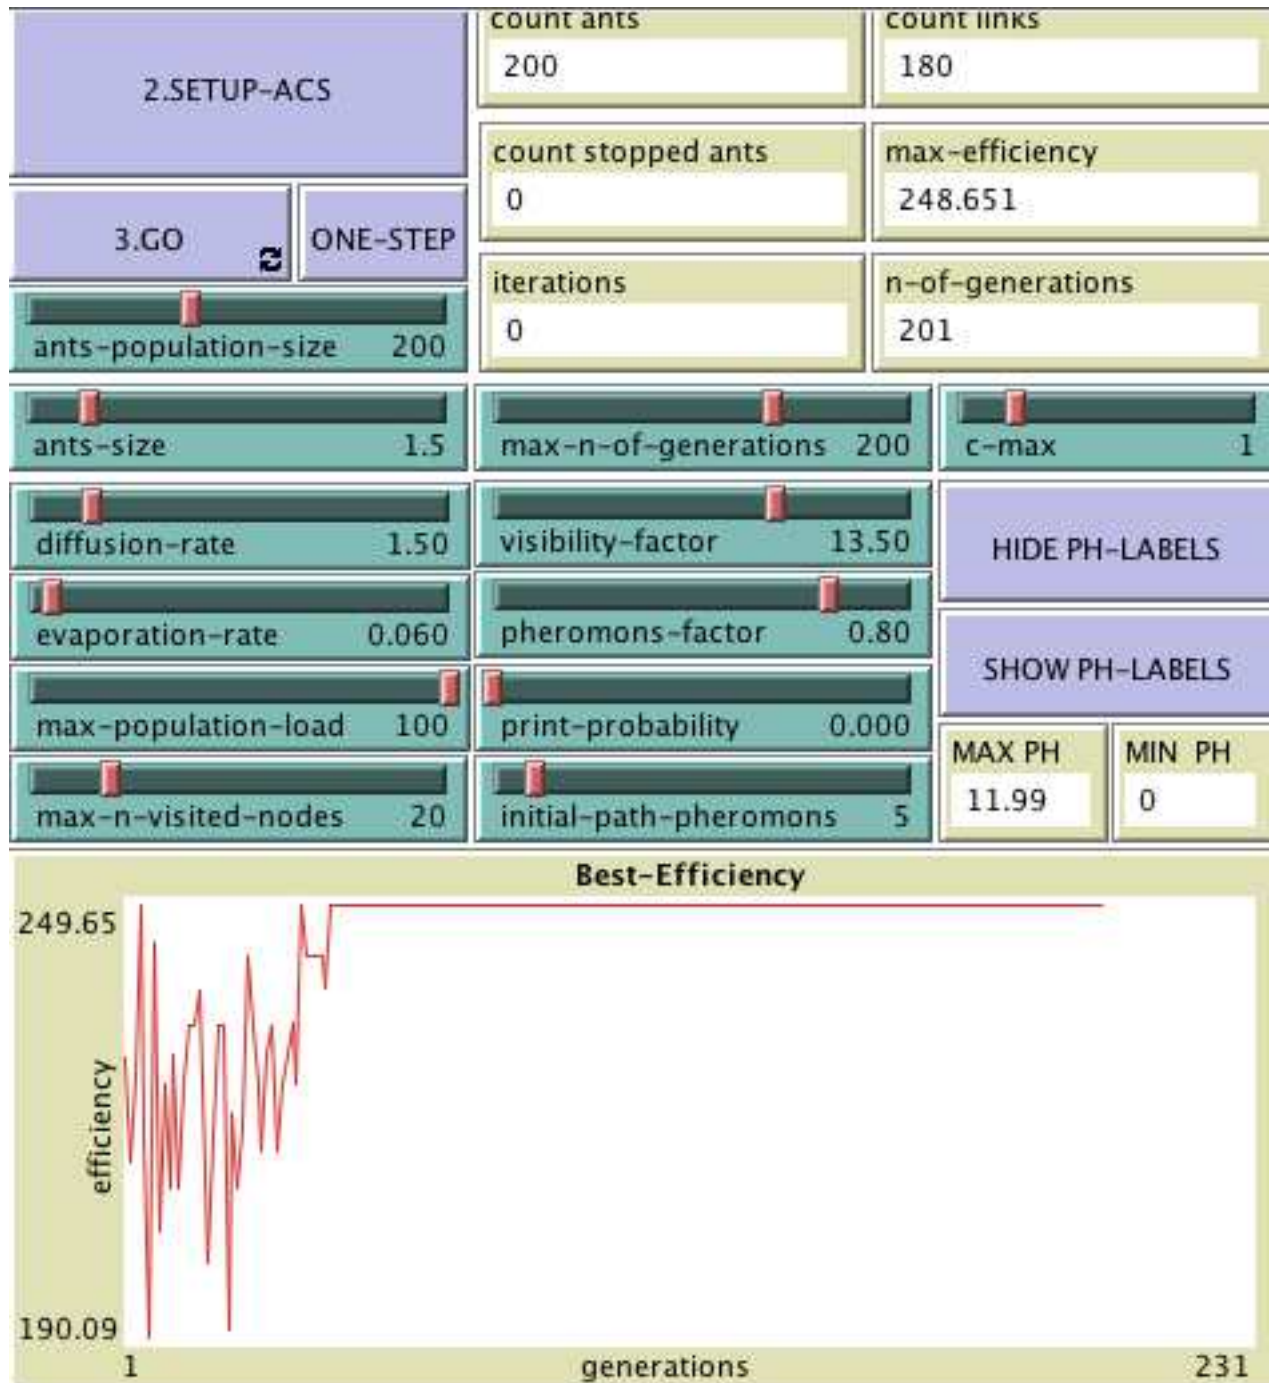 count ants
count links
2.SETUP-ACS
200
180
count stopped ants
max-efficiency
0
248.651
3.GO
ONE-STEP
iterations
n-of-generations
0
201
ants-population-size 200
ants-size 1.5
max-n-of-generations 200
c-max 1
diffusion-rate 1.50
visibility-factor 13.50
HIDE PH-LABELS
evaporation-rate 0.060
pheromons-factor 0.80
SHOW PH-LABELS
max-population-load 100
print-probability 0.000
MAX PH
MIN PH
11.99
0
max-n-visited-nodes 20
initial-path-pheromons 5
Best-Efficiency
249.65
efficiency
190.09
1
generations
231